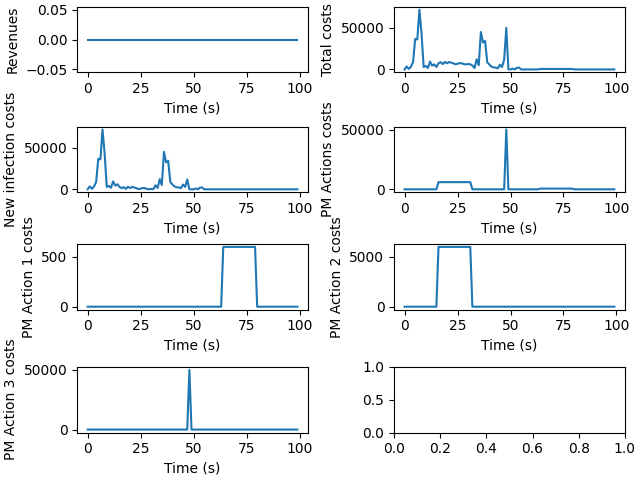 Revenues
0.05
0.00
−0.05
0 25 50 75 100
Time (s)
Total costs
50000
0
0 25 50 75 100
Time (s)
New infection costs
50000
0
0 25 50 75 100
Time (s)
PM Actions costs
50000
0
0 25 50 75 100
Time (s)
PM Action 1 costs
500
0
0 25 50 75 100
Time (s)
PM Action 2 costs
5000
0
0 25 50 75 100
Time (s)
PM Action 3 costs
50000
0
0 25 50 75 100
Time (s)
1.0
0.5
0.0
0.0 0.2 0.4 0.6 0.8 1.0